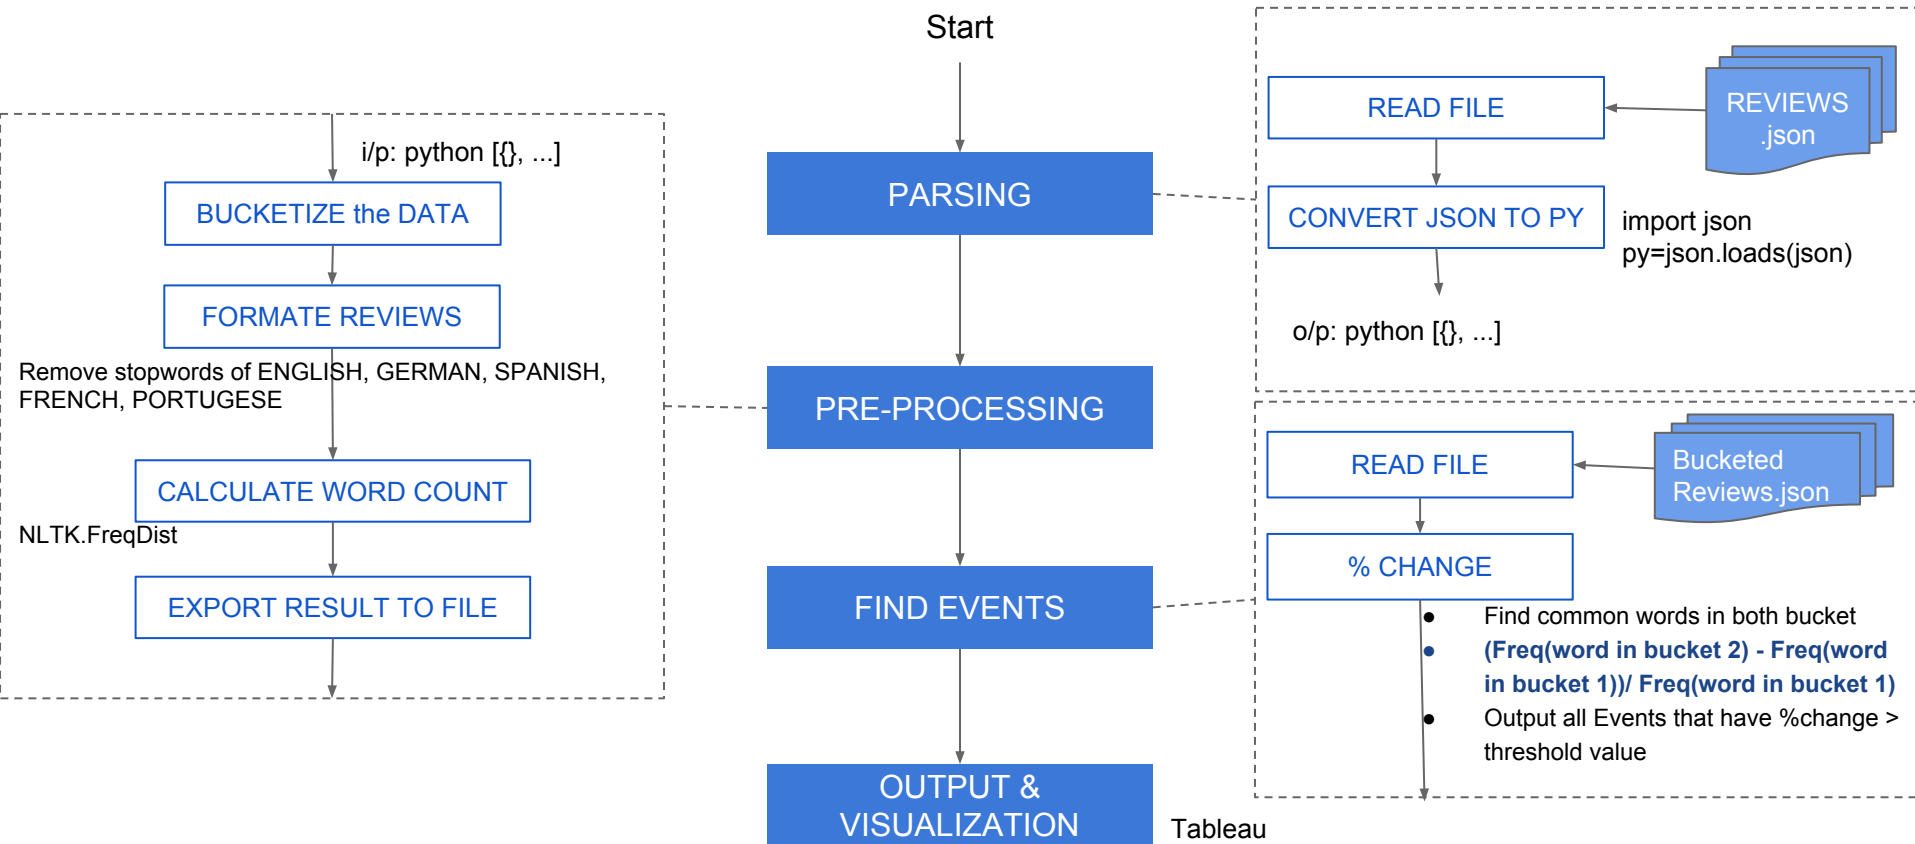 Start
PARSING
PRE-PROCESSING
FIND EVENTS
OUTPUT &
VISUALIZATION
Tableau
i/p: python [{}, ...]
BUCKETIZE the DATA
FORMATE REVIEWS
Remove stopwords of ENGLISH, GERMAN, SPANISH,
FRENCH, PORTUGESE
CALCULATE WORD COUNT
NLTK.FreqDist
EXPORT RESULT TO FILE
READ FILE
REVIEWS
.json
CONVERT JSON TO PY
import json
py=json.loads(json)
o/p: python [{}, ...]
READ FILE
Bucketed
Reviews.json
% CHANGE
● Find common words in both bucket
● (Freq(word in bucket 2) - Freq(word
in bucket 1))/ Freq(word in bucket 1)
● Output all Events that have %change >
threshold value